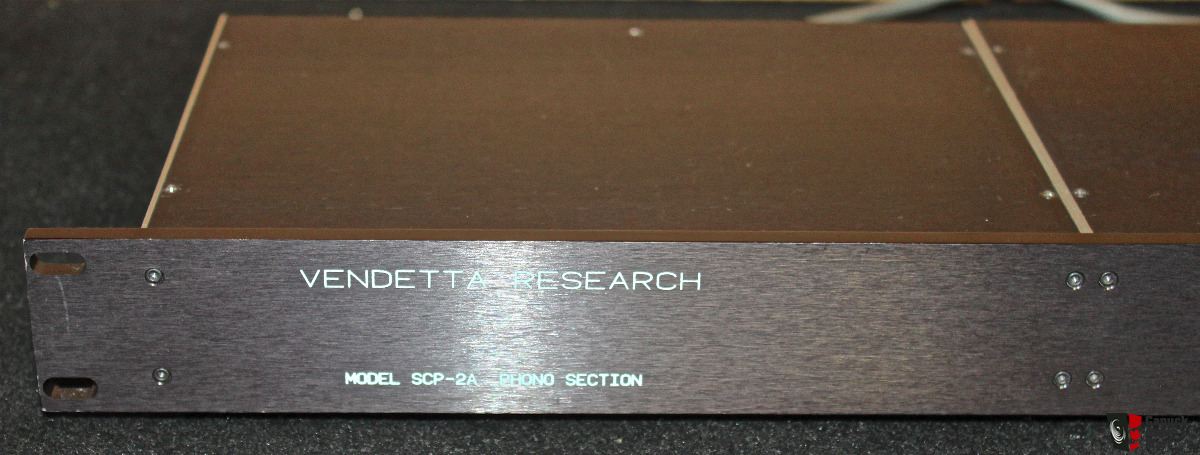 VENDETTA RESEARCH
MODEL SCP-2A PHONO SECTION